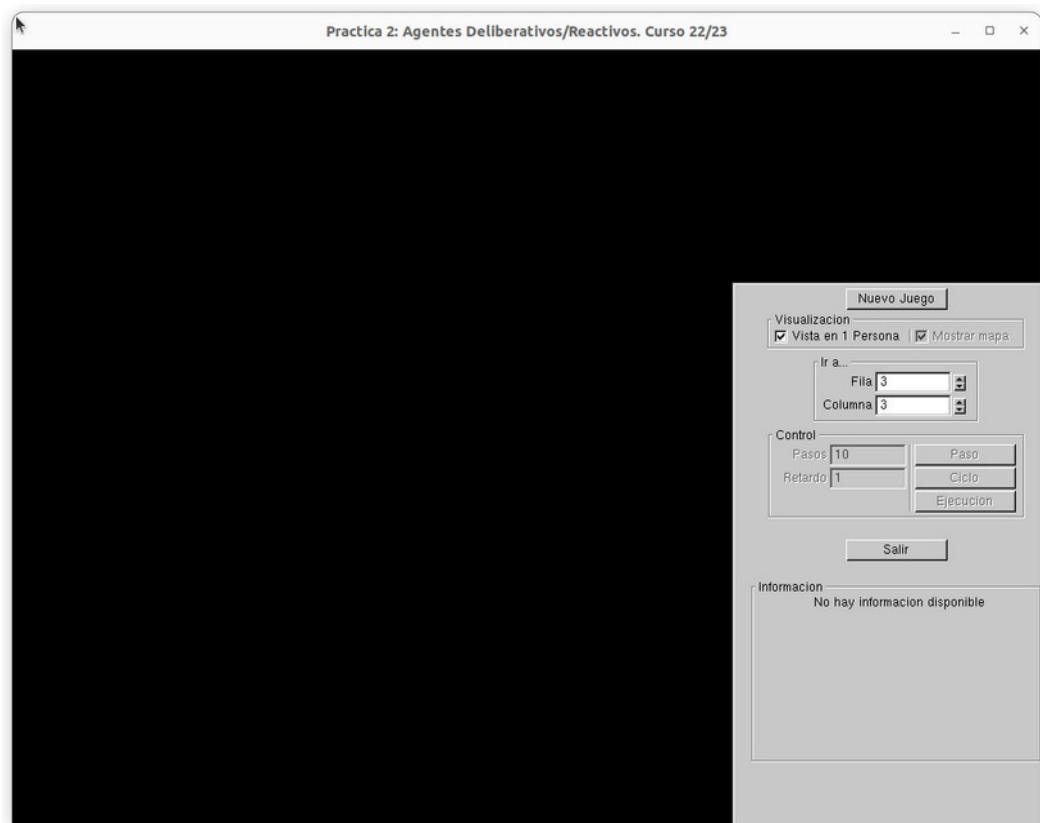 Practica 2: Agentes Deliberativos/Reactivos. Curso 22/23
Nuevo Juego
Visualizacion
Vista en 1 Persona Mostrar mapa
Ir a...
Fila 3
Columna 3
Control
Pasos 10 Paso
Retardo 1 Ciclo
Ejecucion
Salir
Informacion
No hay informacion disponible